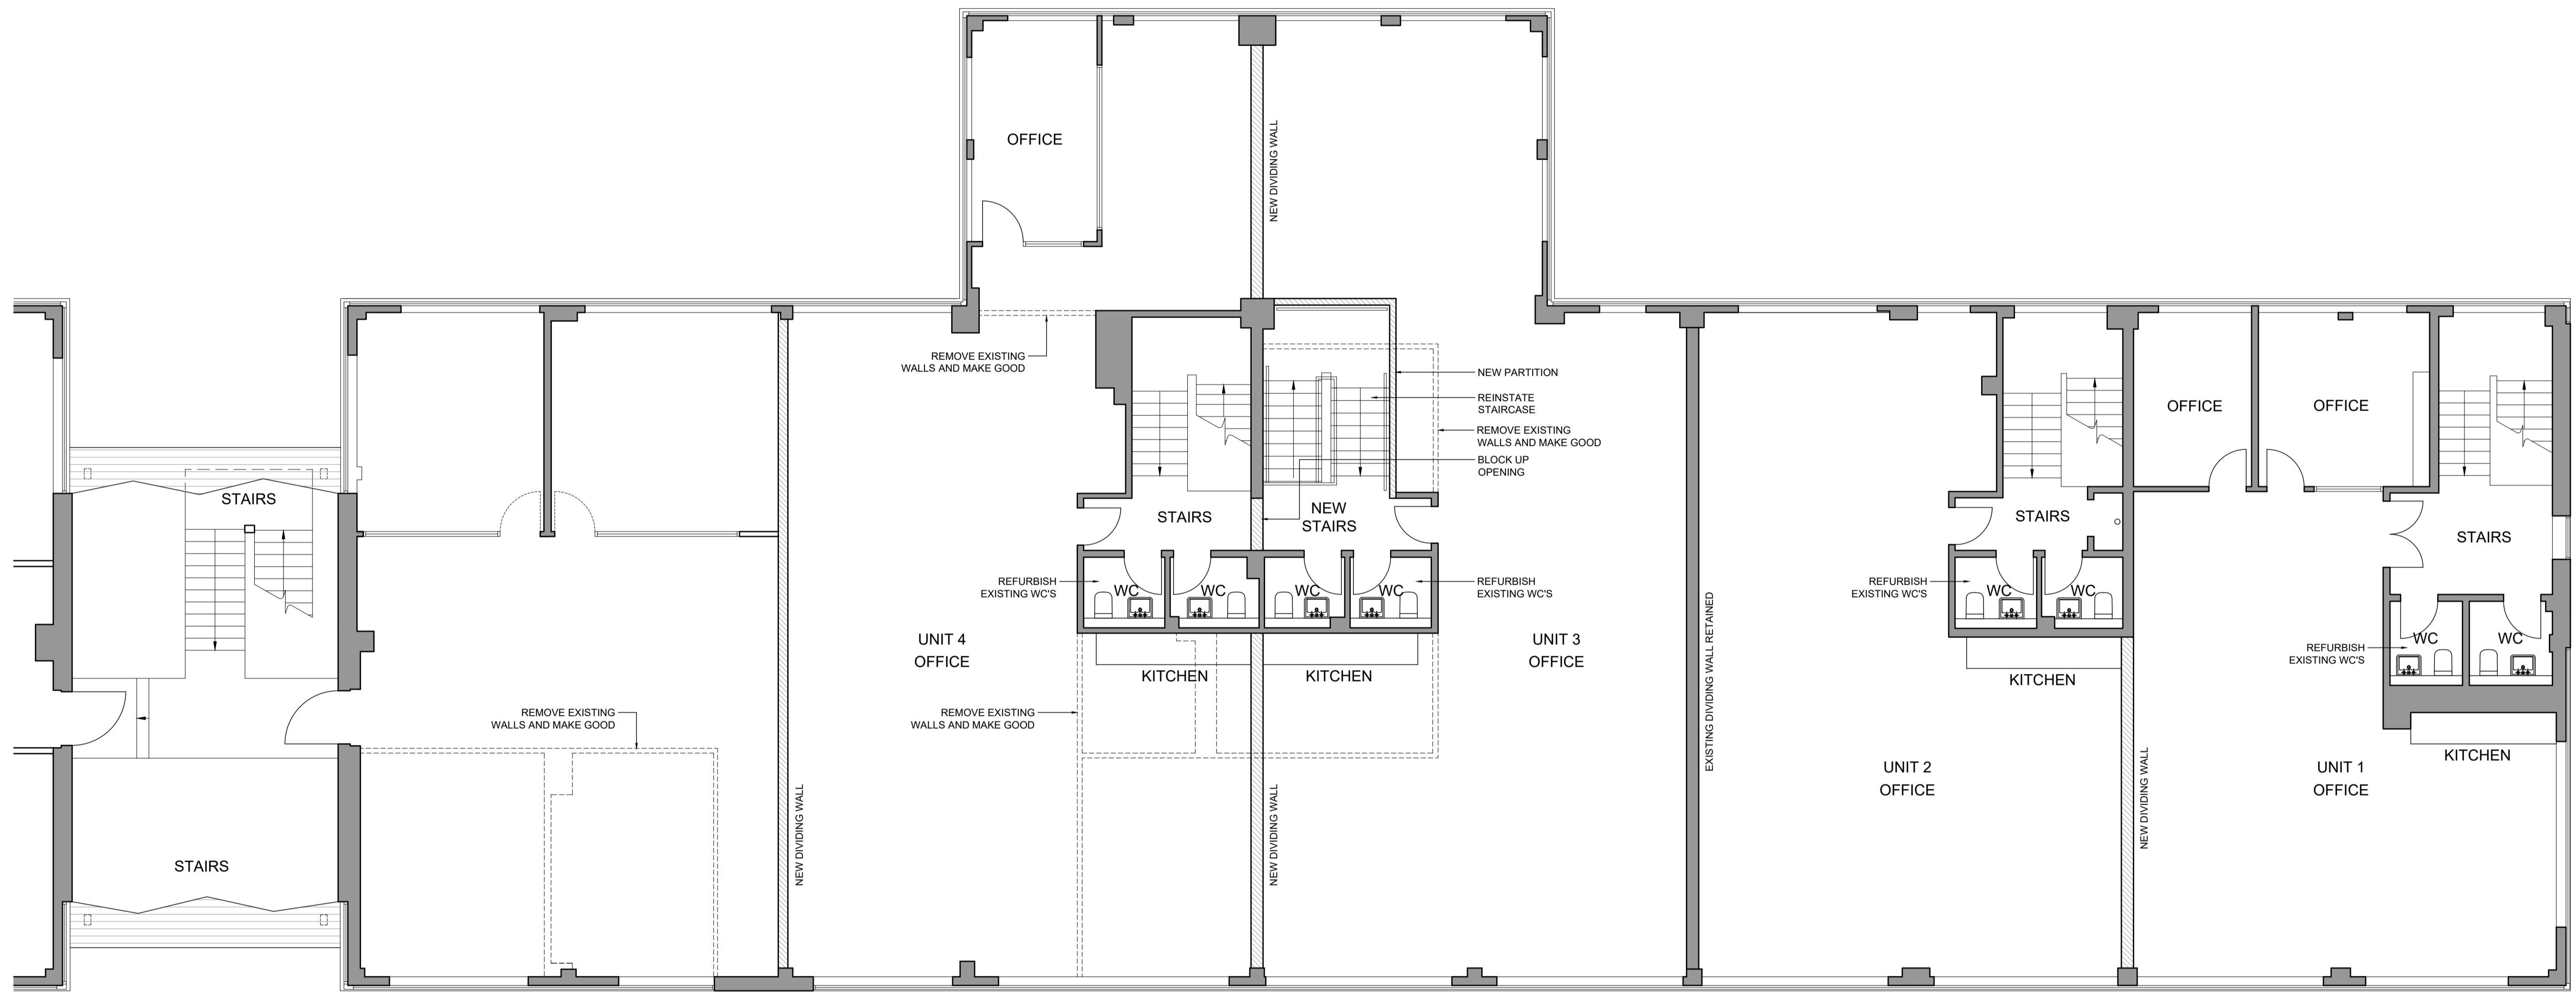 OFFICE
NEW DIVIDING WALL
REMOVE EXISTING
WALLS AND MAKE GOOD
NEW PARTITION
REINSTATE
STAIRCASE
REMOVE EXISTING
WALLS AND MAKE GOOD
BLOCK UP
OPENING
OFFICE
OFFICE
STAIRS
STAIRS
NEW
STAIRS
STAIRS
STAIRS
REFURBISH
EXISTING WC'S
WC
WC
WC
WC
REFURBISH
EXISTING WC'S
REFURBISH
EXISTING WC'S
WC
WC
UNIT 4
OFFICE
UNIT 3
OFFICE
EXISTING DIVIDING WALL RETAINED
REFURBISH
EXISTING WC'S
WC
WC
KITCHEN
KITCHEN
KITCHEN
REMOVE EXISTING
WALLS AND MAKE GOOD
REMOVE EXISTING
WALLS AND MAKE GOOD
KITCHEN
UNIT 2
OFFICE
UNIT 1
OFFICE
NEW DIVIDING WALL
NEW DIVIDING WALL
NEW DIVIDING WALL
STAIRS